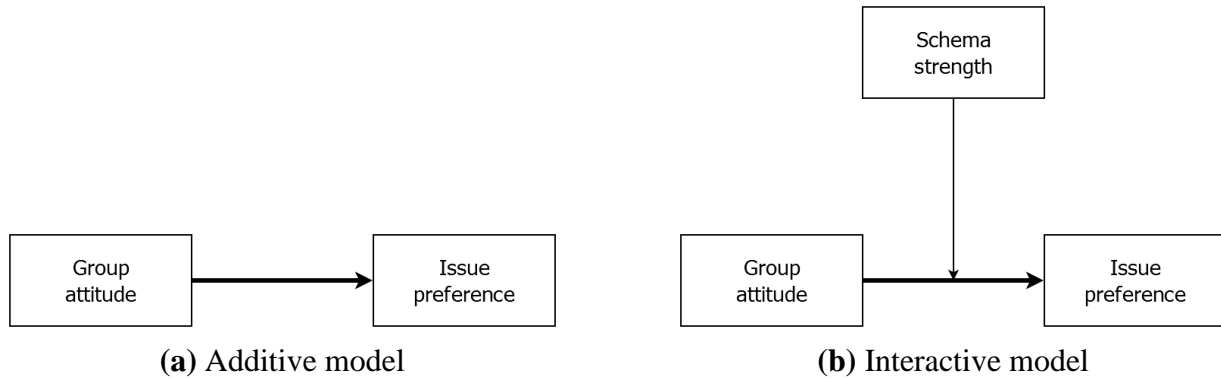 Schema
strength
Group
attitude
Issue
preference
Group
attitude
Issue
preference
(a) Additive model
(b) Interactive model